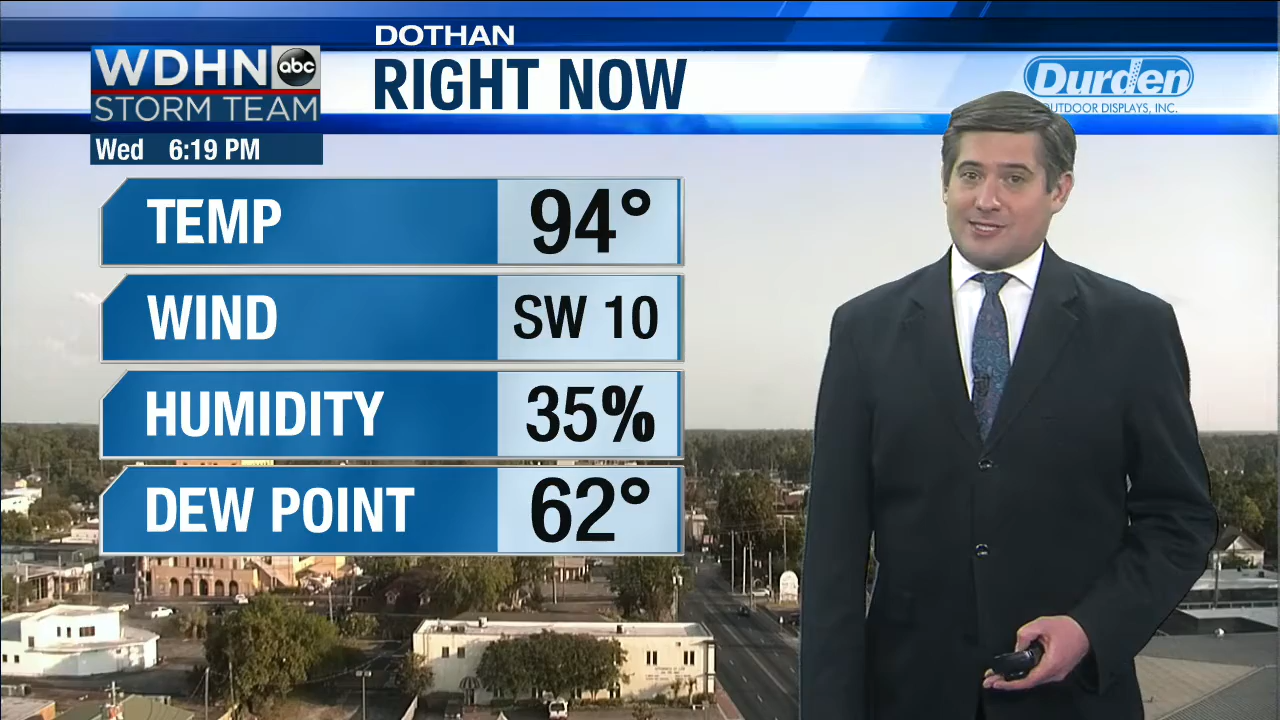 DOTHAN
WDHN abc
RIGHT NOW
STORM TEAM
Durden
OUTDOOR DISPLAYS, INC.
Wed 6:19 PM
TEMP 94°
WIND SW 10
HUMIDITY 35%
DEW POINT 62°